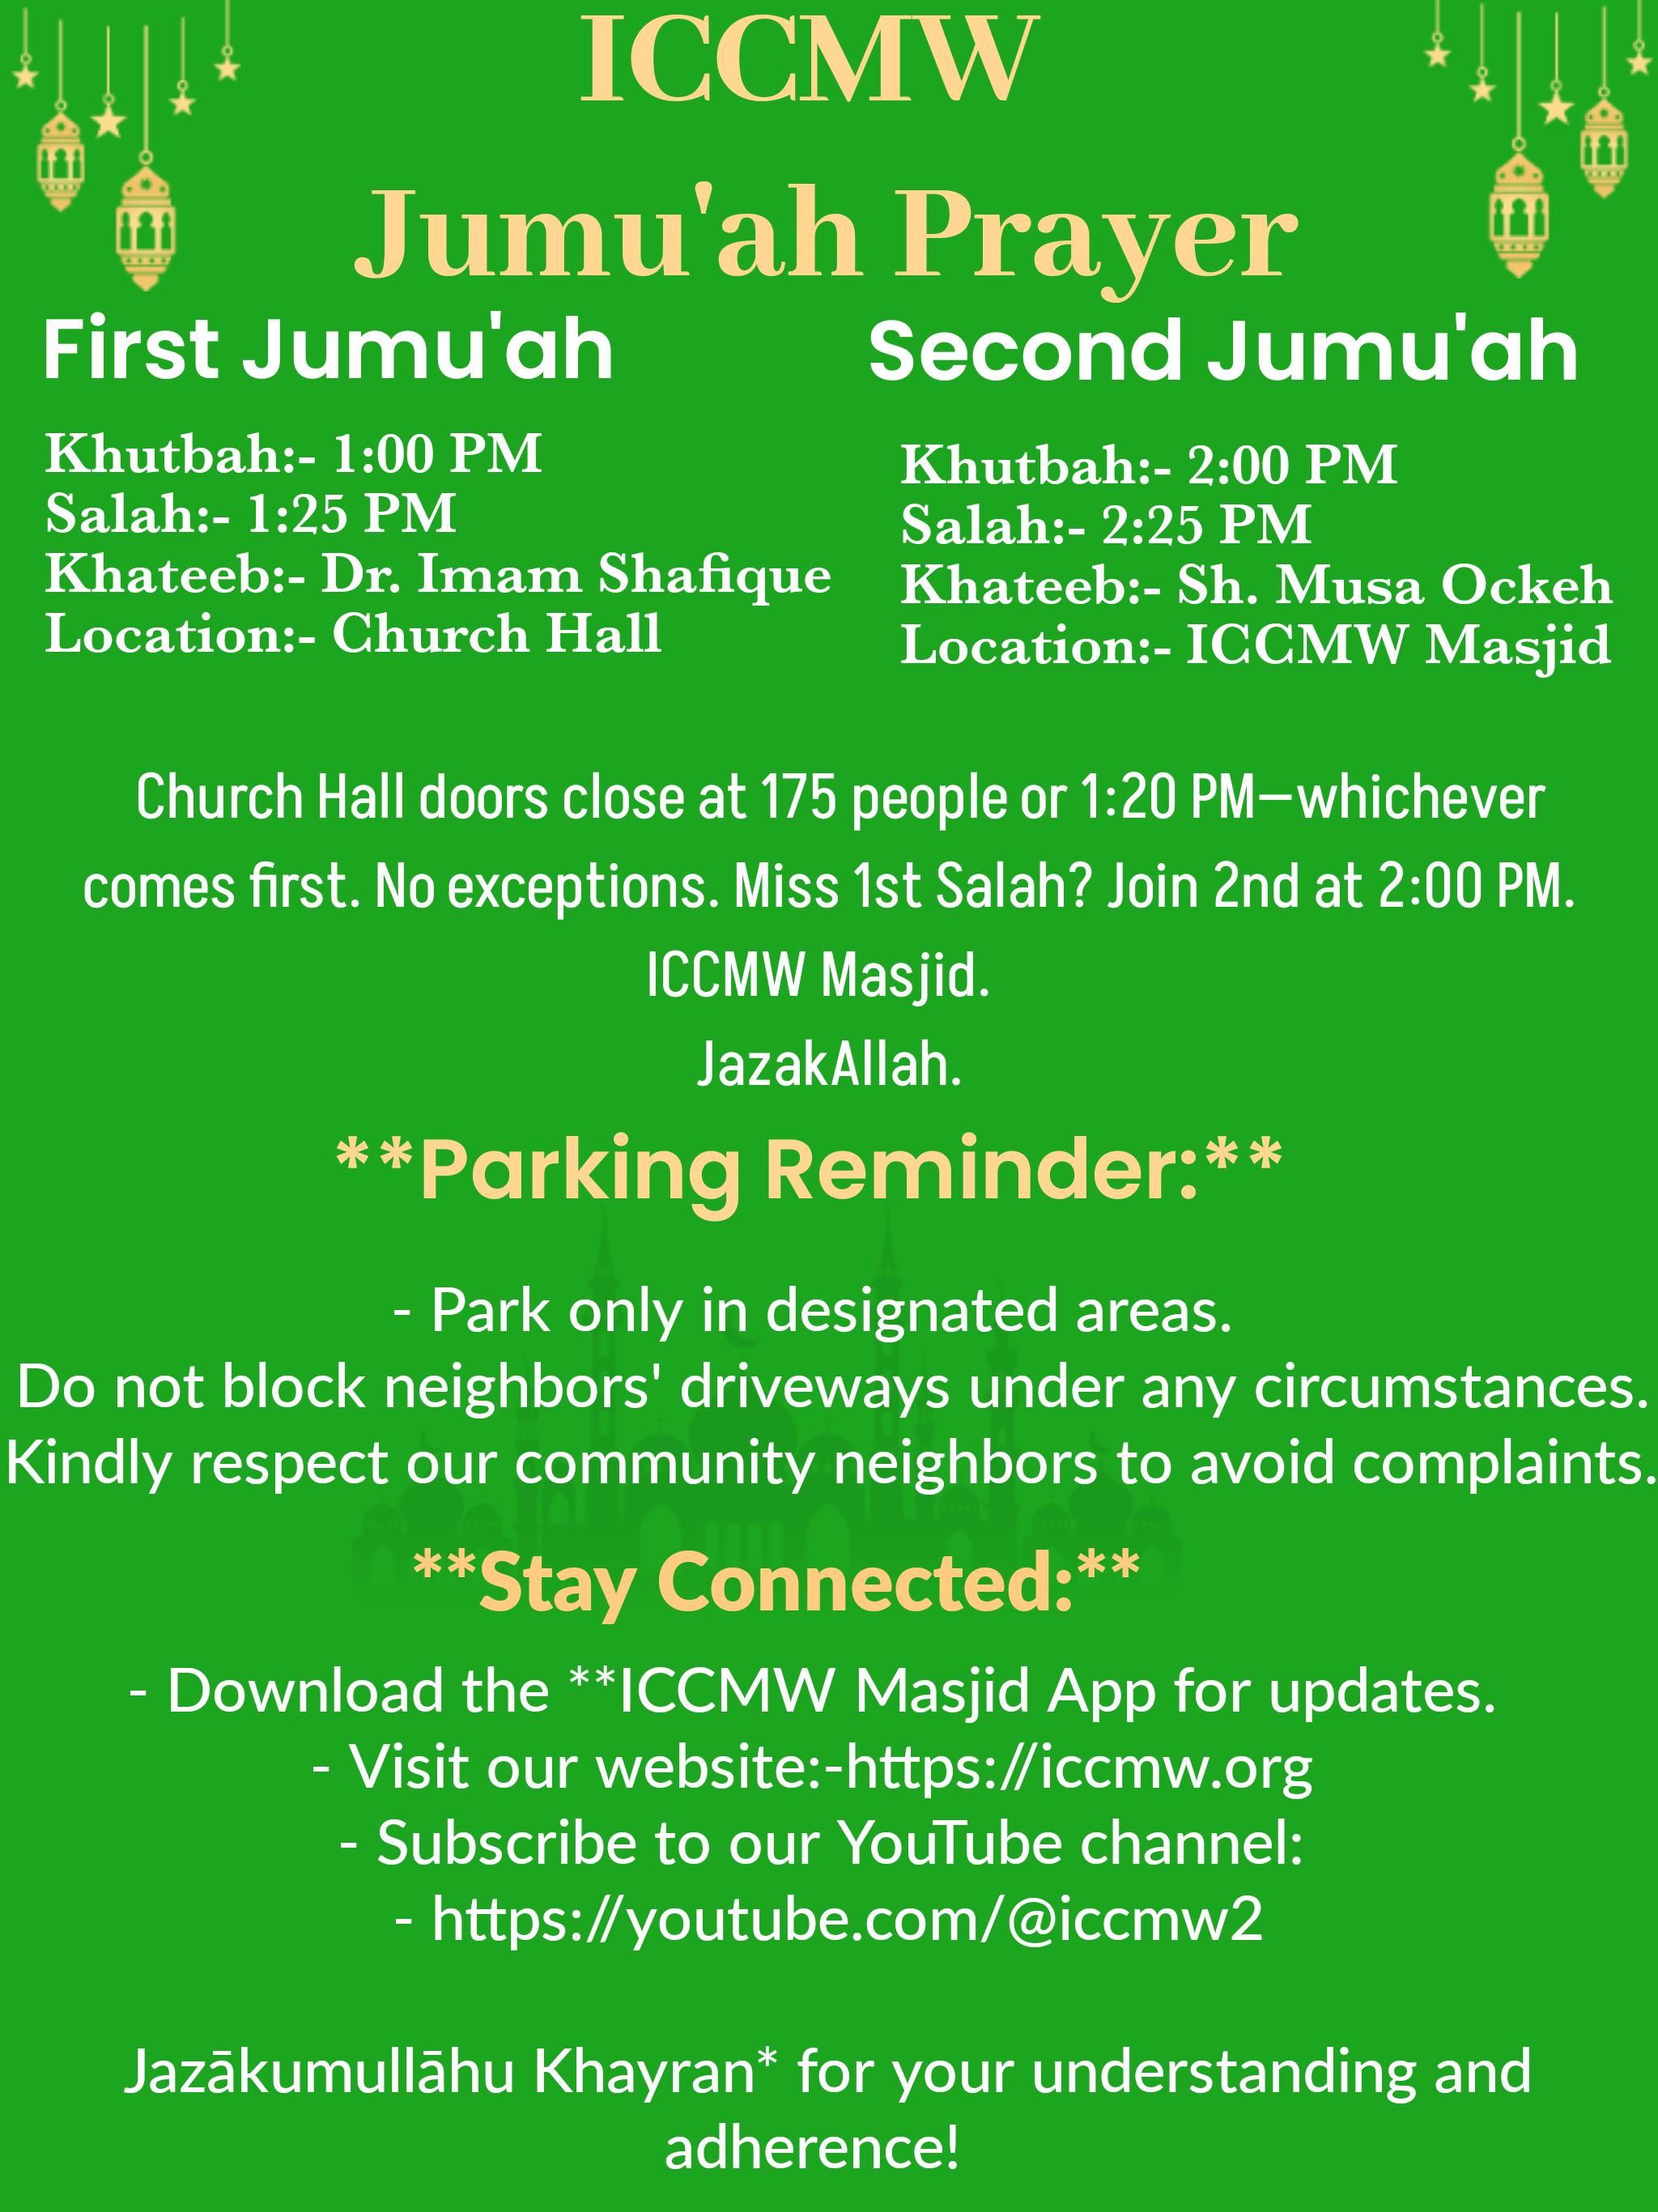 ICCMW
Jumu'ah Prayer
First Jumu'ah
Khutbah:- 1:00 PM
Salah:- 1:25 PM
Khateeb:- Dr. Imam Shafique
Location:- Church Hall
Second Jumu'ah
Khutbah:- 2:00 PM
Salah:- 2:25 PM
Khateeb:- Sh. Musa Ockeh
Location:- ICCMW Masjid
Church Hall doors close at 175 people or 1:20 PM—whichever
comes first. No exceptions. Miss 1st Salah? Join 2nd at 2:00 PM.
ICCMW Masjid.
JazakAllah.
**Parking Reminder:**
- Park only in designated areas.
Do not block neighbors' driveways under any circumstances.
Kindly respect our community neighbors to avoid complaints.
**Stay Connected:**
- Download the **ICCMW Masjid App for updates.
- Visit our website:-https://iccmw.org
- Subscribe to our YouTube channel:
- https://youtube.com/@iccmw2
Jazākumullāhu Khayran* for your understanding and
adherence!